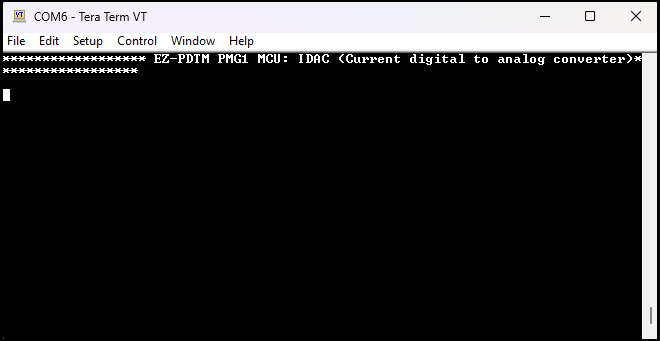 COM6 - Tera Term VT
File Edit Setup Control Window Help
****************** EZ-PDTM PMG1 MCU: IDAC (Current digital to analog converter)*
*****************